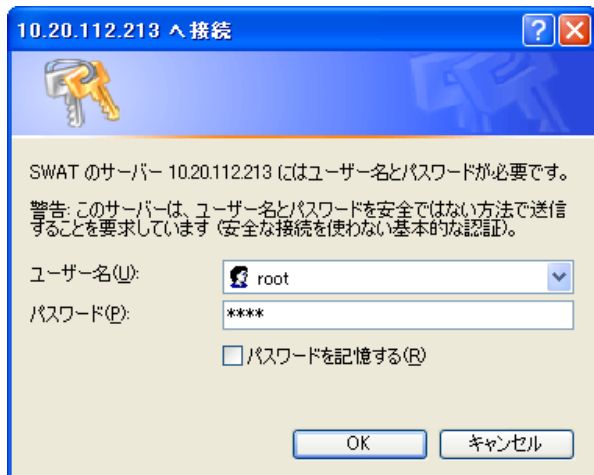 10.20.112.213 へ接続
SWAT のサーバー 10.20.112.213 にはユーザー名とパスワードが必要です。
警告: このサーバーは、ユーザー名とパスワードを安全ではない方法で送信
することを要求しています (安全な接続を使わない基本的な認証)。
ユーザー名(U):
root
パスワード(P):
****
パスワードを記憶する(R)
OK
キャンセル